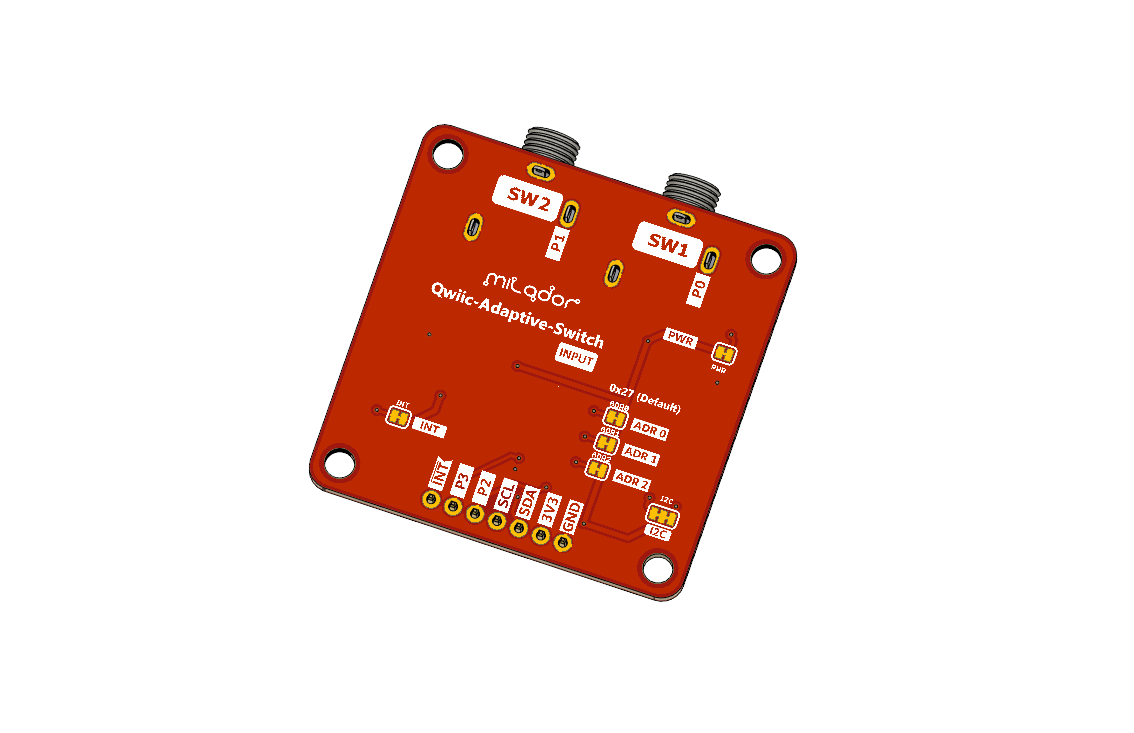 SW2
P1
SW1
P0
milador
Qwiic-Adaptive-Switch
INPUT
PWR
PWR
0x27 (Default)
ADR0
ADR 0
ADR1
ADR 1
ADR2
ADR 2
INT
INT
INT
P3
P2
SCL
SDA
3V3
GND
I2C
I2C